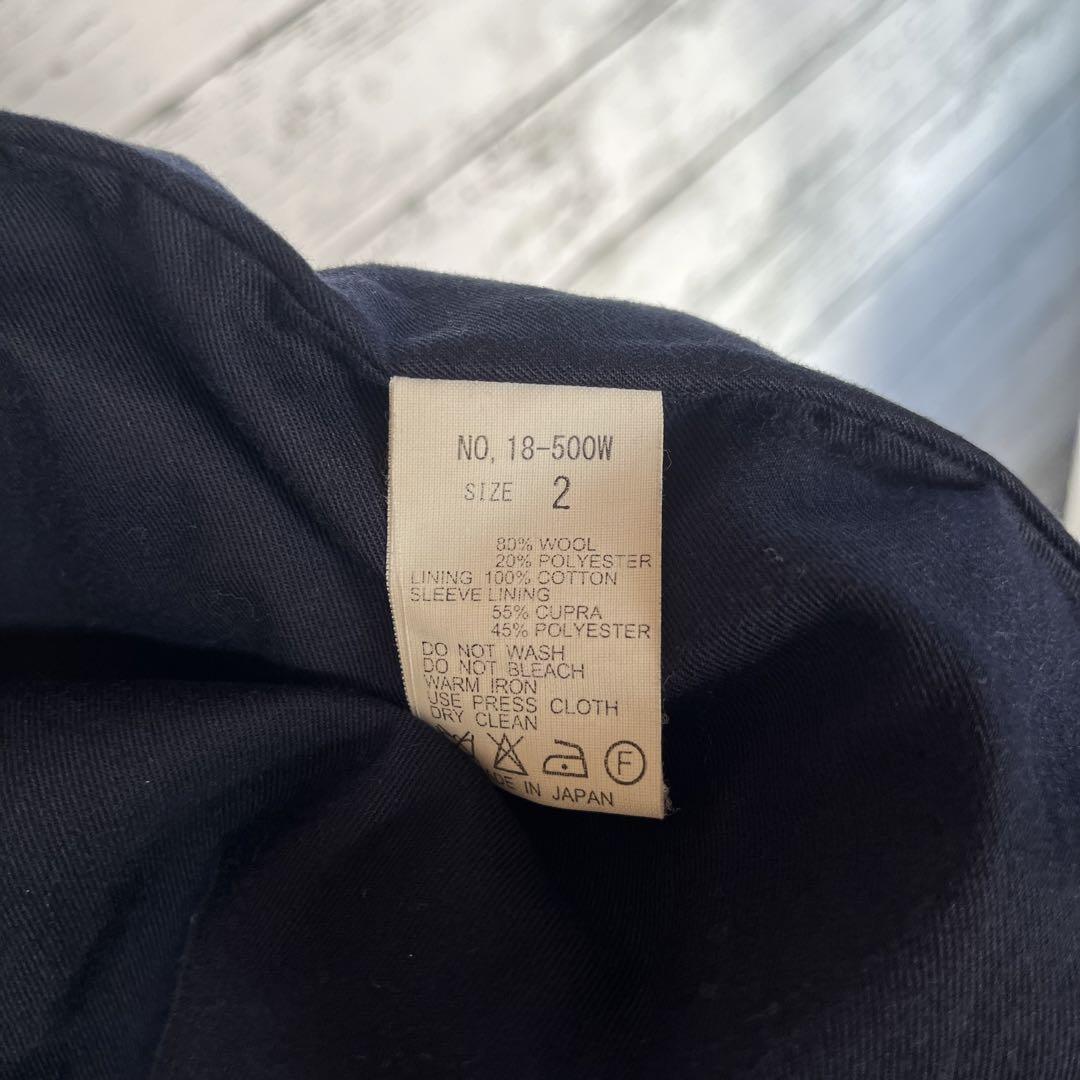 NO, 18-500W
SIZE 2
80% WOOL
20% POLYESTER
LINING 100% COTTON
SLEEVE LINING
55% CUPRA
45% POLYESTER
DO NOT WASH
DO NOT BLEACH
WARM IRON
USE PRESS CLOTH
DRY CLEAN
F
IN JAPAN